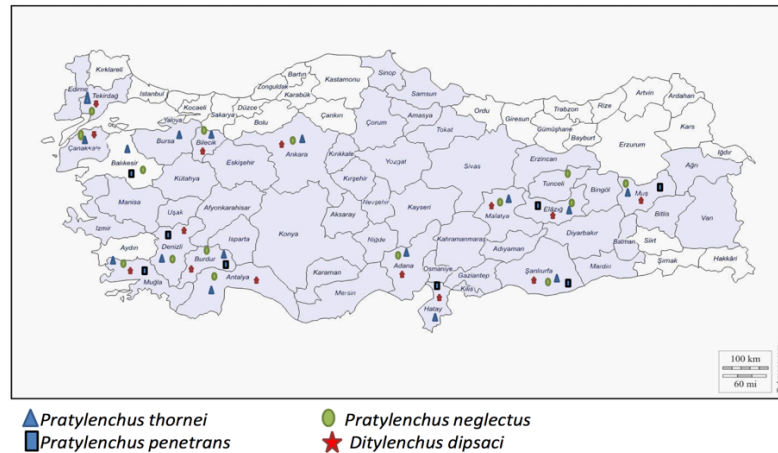 Kırklareli
Edirne
Tekirdağ
Istanbul
Kocaeli
Yalova
Sakarya
Düzce
Zonguldak
Bartın
Karabük
Kastamonu
Sinop
Samsun
Bolu
Çankırı
Çorum
Amasya
Tokat
Ordu
Giresun
Trabzon
Rize
Artvin
Ardahan
Kars
Gümüşhane
Bayburt
Erzurum
Iğdır
Ağrı
Çanakkale
Balıkesir
Bursa
Bilecik
Eskişehir
Ankara
Kırıkkale
Kırşehir
Yozgat
Sivas
Erzincan
Tunceli
Bingöl
Muş
Bitlis
Van
Kütahya
Manisa
Uşak
Afyonkarahisar
Izmir
Aydın
Denizli
Burdur
Isparta
Konya
Aksaray
Nevşehir
Kayseri
Niğde
Malatya
Elazığ
Diyarbakır
Batman
Siirt
Şırnak
Hakkâri
Muğla
Antalya
Karaman
Mersin
Adana
Osmaniye
Kahramanmaraş
Adıyaman
Gaziantep
Kilis
Hatay
Şanlıurfa
Mardin
100 km
60 mi
Pratylenchus thornei
Pratylenchus neglectus
Pratylenchus penetrans
Ditylenchus dipsaci